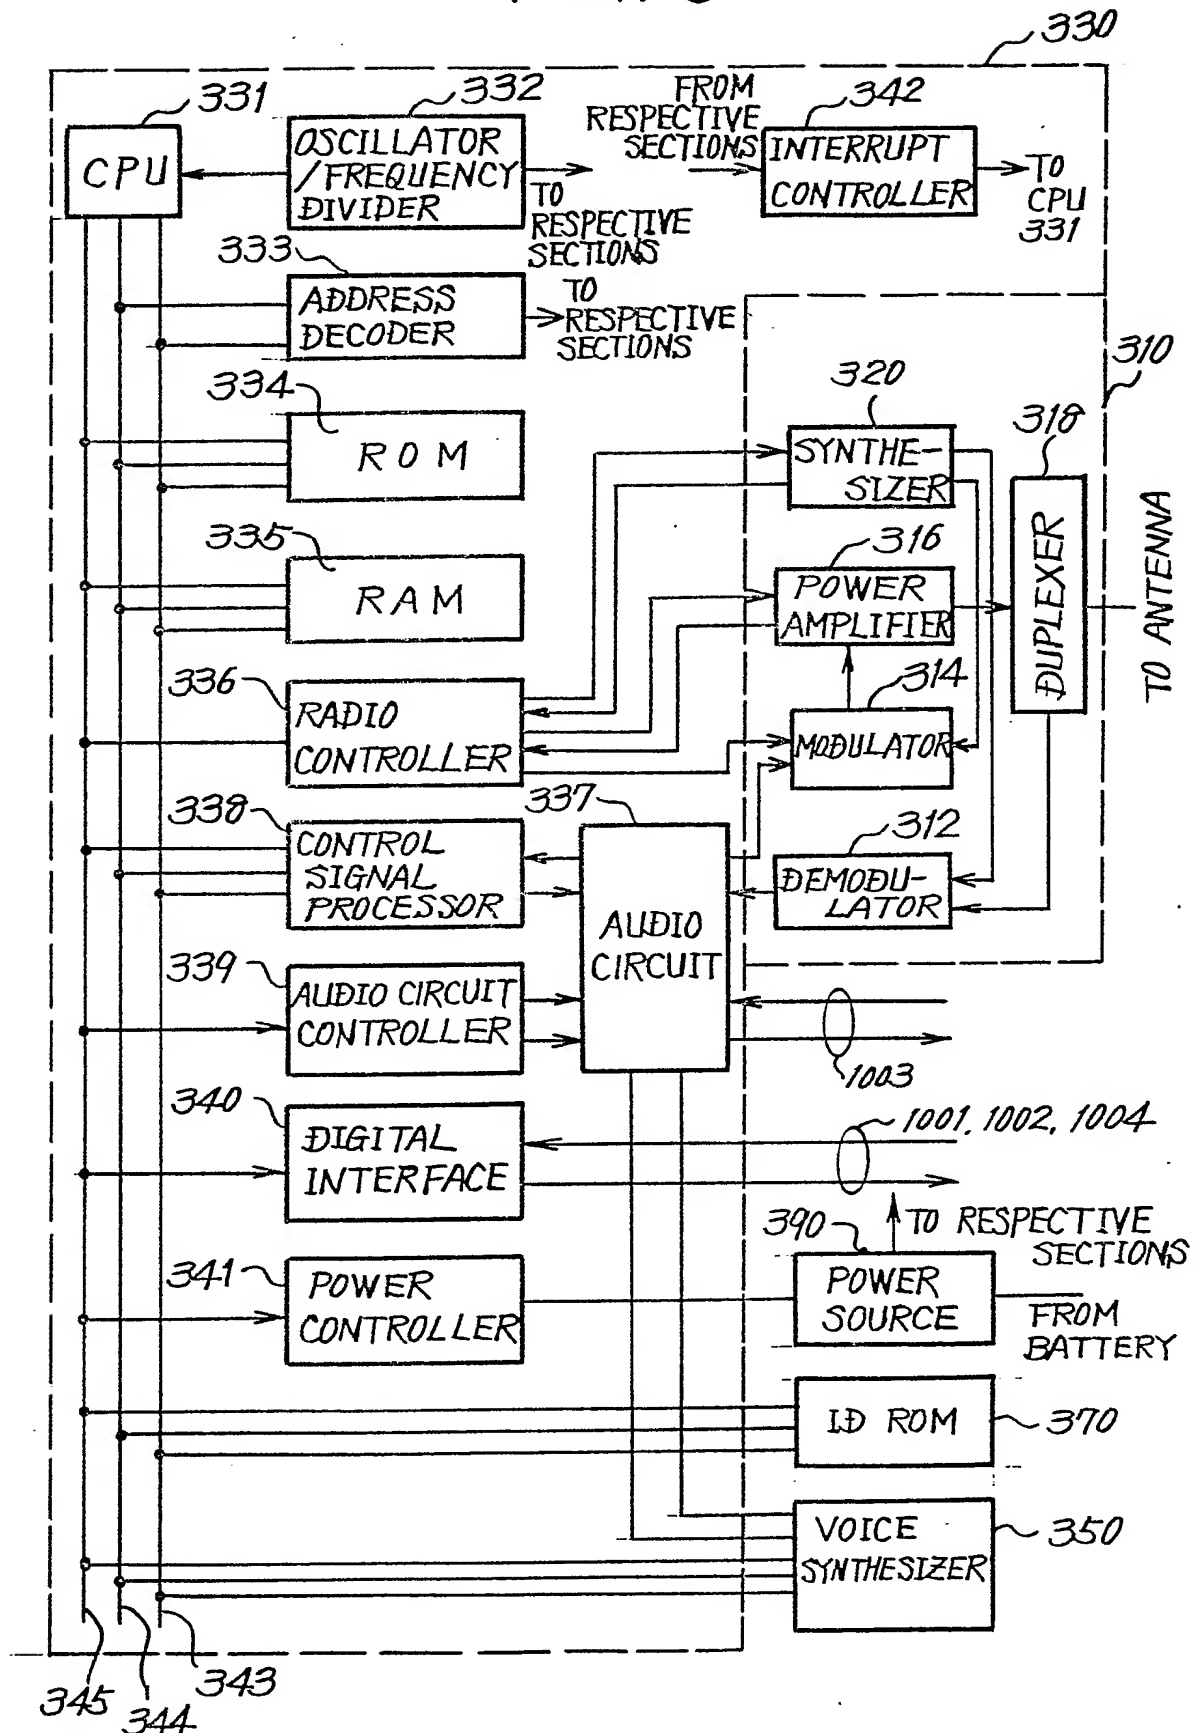 330
331
CPU
332
OSCILLATOR
/FREQUENCY
DIVIDER
TO
RESPECTIVE
SECTIONS
FROM
RESPECTIVE
SECTIONS
342
INTERRUPT
CONTROLLER
TO
CPU
331
333
ADDRESS
DECODER
TO
RESPECTIVE
SECTIONS
310
334
ROM
320
SYNTHE-
SIZER
318
DUPLEXER
TO ANTENNA
335
RAM
316
POWER
AMPLIFIER
336
RADIO
CONTROLLER
314
MODULATOR
338
CONTROL
SIGNAL
PROCESSOR
337
AUDIO
CIRCUIT
312
DEMODU-
LATOR
339
AUDIO CIRCUIT
CONTROLLER
1003
340
DIGITAL
INTERFACE
1001, 1002, 1004
390
TO RESPECTIVE
SECTIONS
341
POWER
CONTROLLER
POWER
SOURCE
FROM
BATTERY
ID ROM
370
VOICE
SYNTHESIZER
350
345
344
343